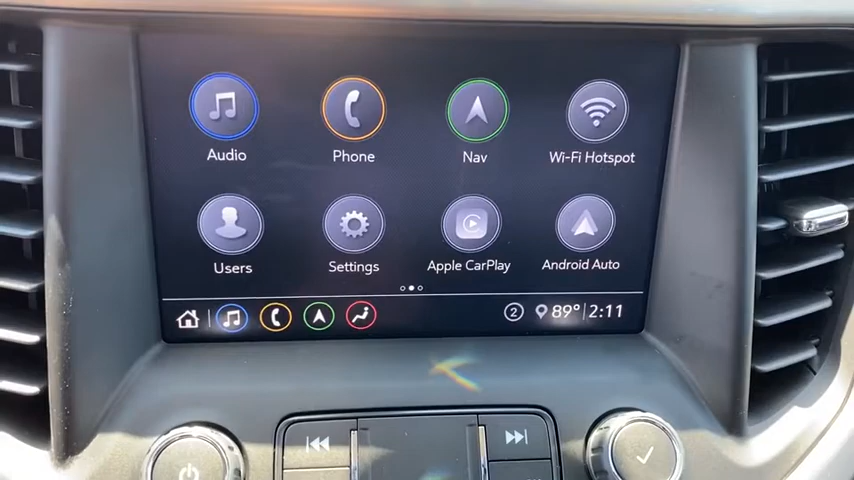 Audio Phone Nav Wi-Fi Hotspot
Users Settings Apple CarPlay Android Auto
2 89° 2:11